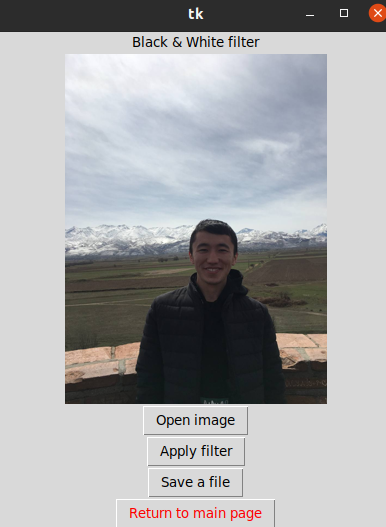 tk
Black & White filter
Open image
Apply filter
Save a file
Return to main page